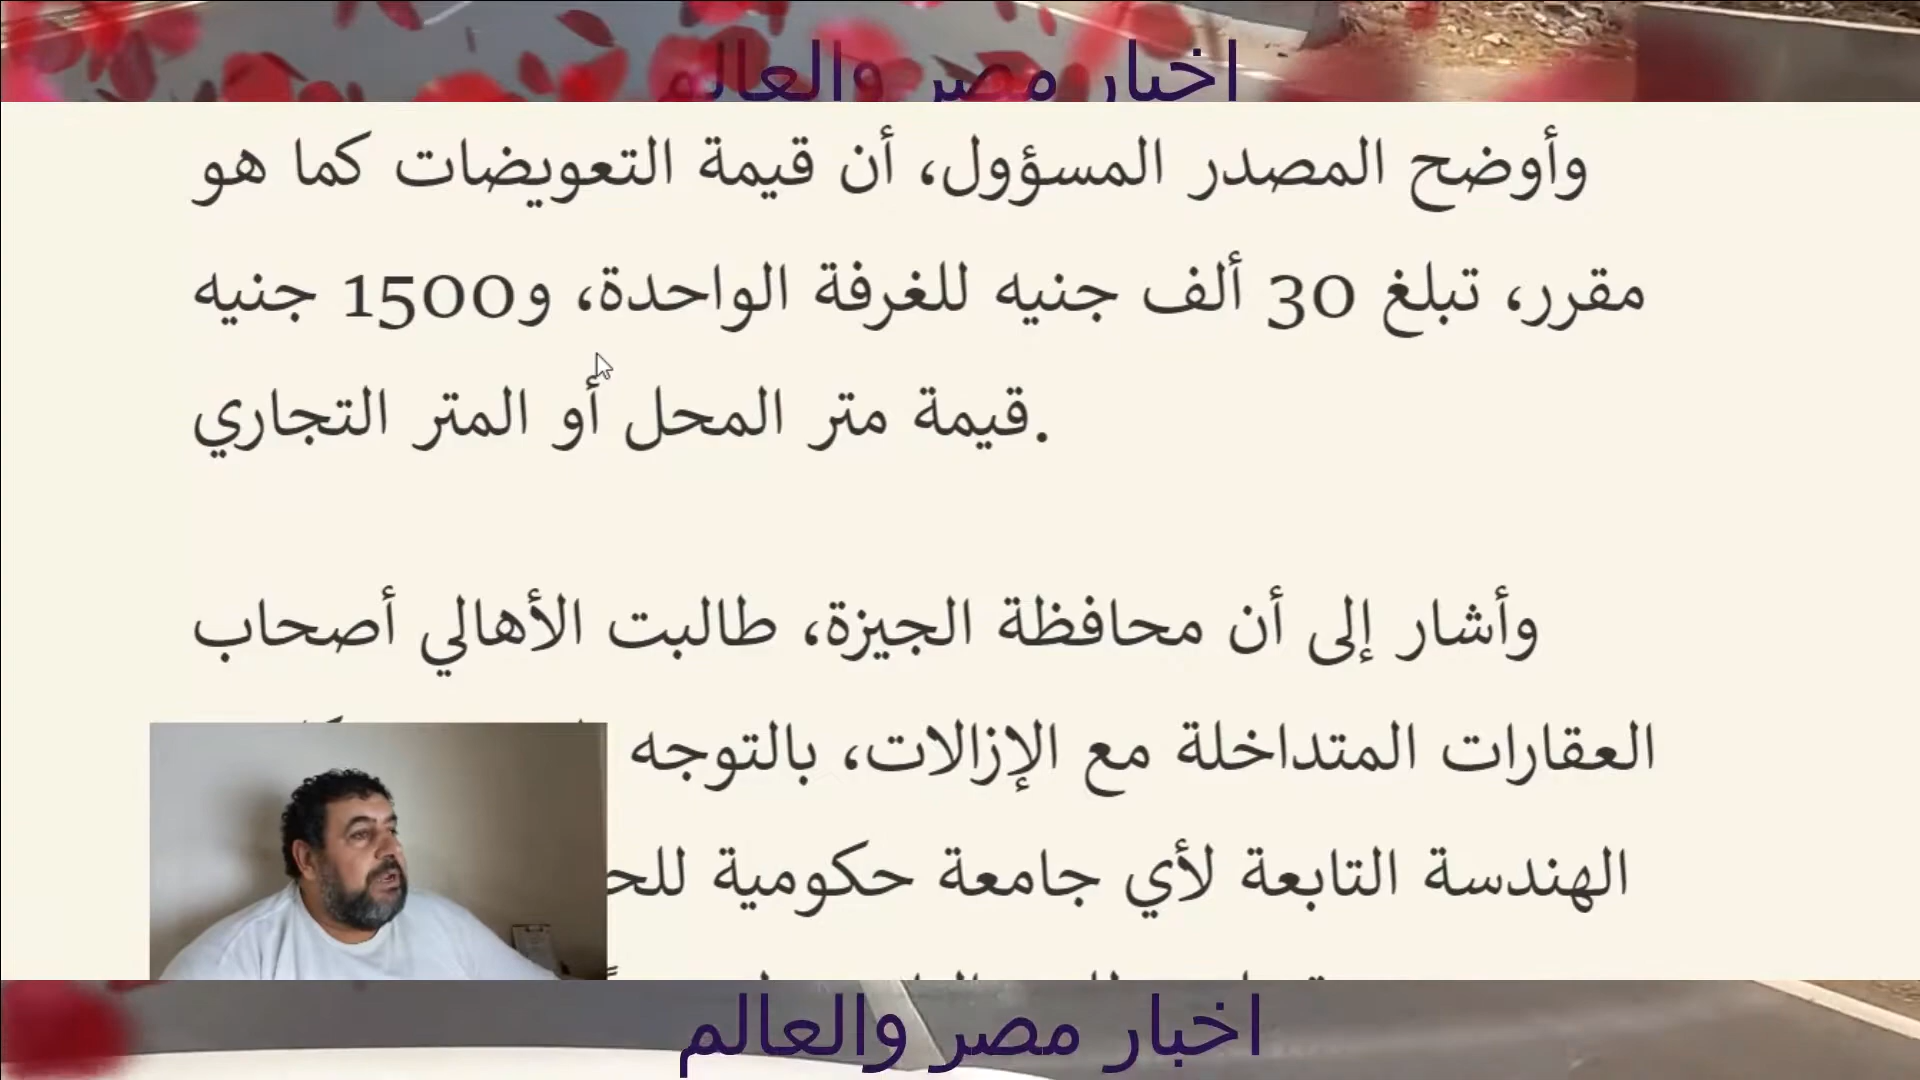 اخبار مصر والعالم
وأوضح المصدر المسؤول، أن قيمة التعويضات كما هو
مقرر، تبلغ 30 ألف جنيه للغرفة الواحدة، و1500 جنيه
قيمة متر المحل أو المتر التجاري.
وأشار إلى أن محافظة الجيزة، طالبت الأهالي أصحاب
العقارات المتداخلة مع الإزالات، بالتوجه
الهندسة التابعة لأي جامعة حكومية
اخبار مصر والعالم